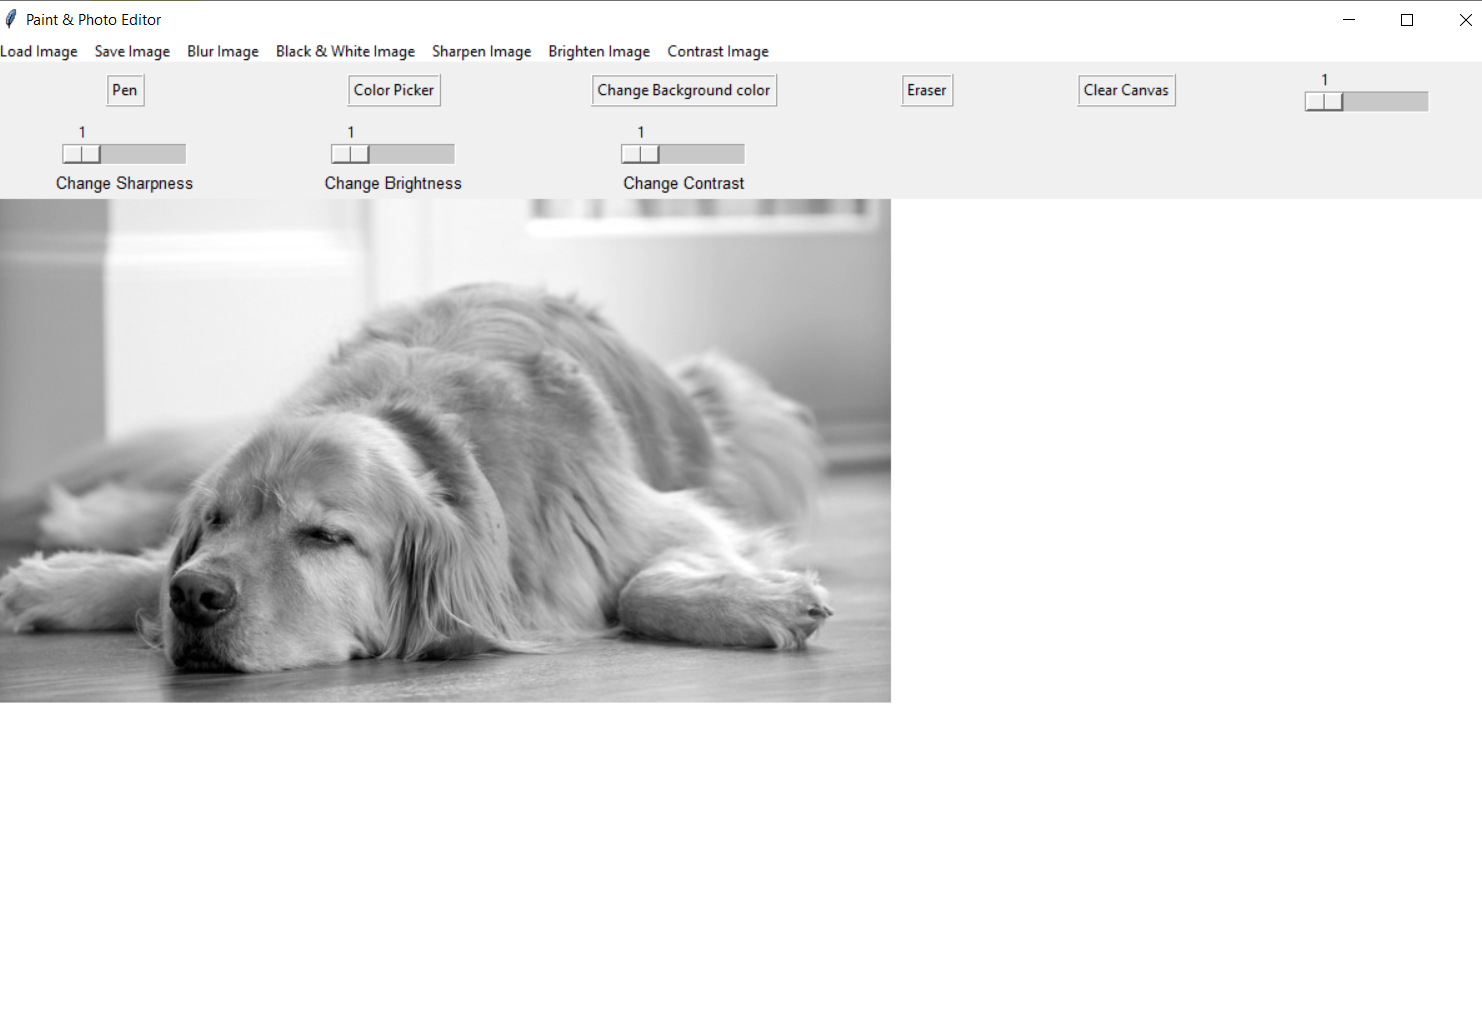 Paint & Photo Editor
Load Image Save Image Blur Image Black & White Image Sharpen Image Brighten Image Contrast Image
Pen Color Picker Change Background color Eraser Clear Canvas 1
1 1 1
Change Sharpness Change Brightness Change Contrast